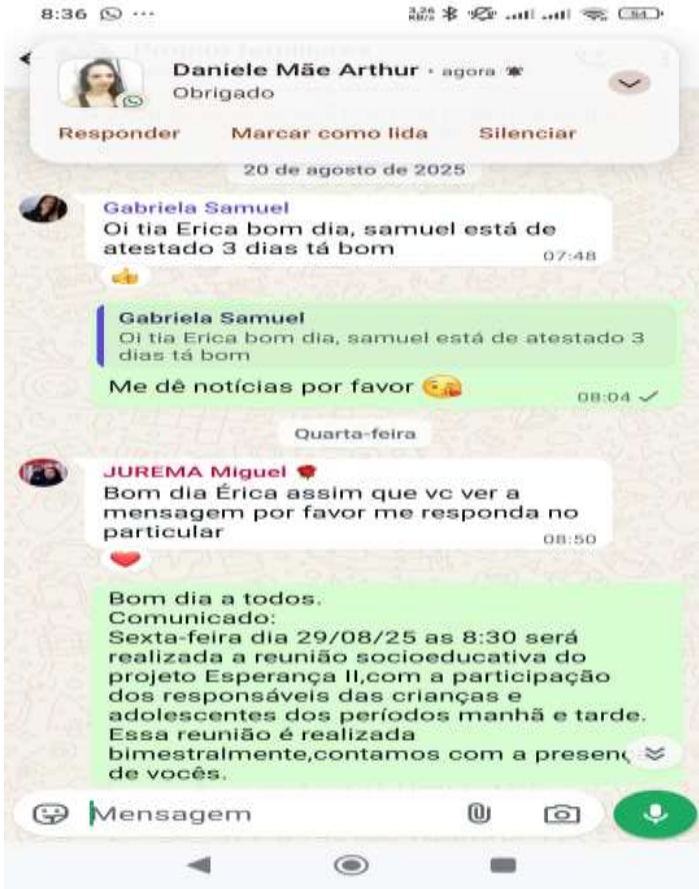 8:36
3,26
KB/s
54
Daniele Mãe Arthur · agora
Obrigado
Responder Marcar como lida Silenciar
20 de agosto de 2025
Gabriela Samuel
Oi tia Erica bom dia, samuel está de
atestado 3 dias tá bom
07:48
Gabriela Samuel
Oi tia Erica bom dia, samuel está de atestado 3
dias tá bom
Me dê notícias por favor
08:04
Quarta-feira
JUREMA Miguel
Bom dia Érica assim que vc ver a
mensagem por favor me responda no
particular
08:50
Bom dia a todos.
Comunicado:
Sexta-feira dia 29/08/25 as 8:30 será
realizada a reunião socioeducativa do
projeto Esperança II,com a participação
dos responsáveis das crianças e
adolescentes dos períodos manhã e tarde.
Essa reunião é realizada
bimestralmente,contamos com a presenç
de vocês.
Mensagem